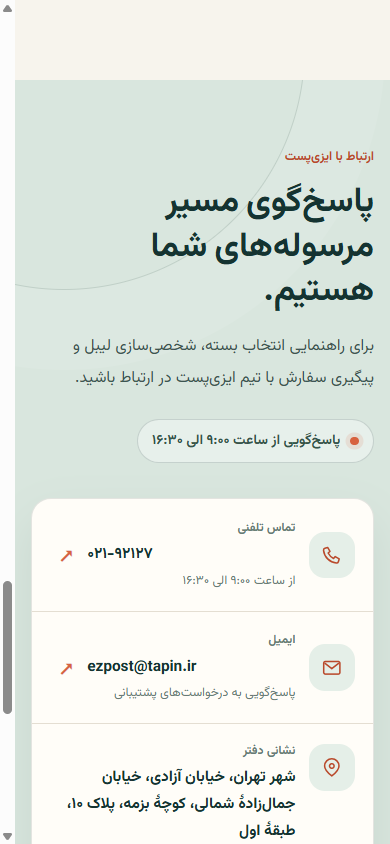 ارتباط با ایزی‌پست
پاسخ‌گوی مسیر
مرسوله‌های شما
هستیم.
برای راهنمایی انتخاب بسته، شخصی‌سازی لیبل و
پیگیری سفارش با تیم ایزی‌پست در ارتباط باشید.
پاسخ‌گویی از ساعت ۹:۰۰ الی ۱۶:۳۰
تماس تلفنی
۰۲۱-۹۲۱۲۷
از ساعت ۹:۰۰ الی ۱۶:۳۰
ایمیل
ezpost@tapin.ir
پاسخ‌گویی به درخواست‌های پشتیبانی
نشانی دفتر
شهر تهران، خیابان آزادی، خیابان
جمال‌زادهٔ شمالی، کوچهٔ بزمه، پلاک ۱۰،
طبقهٔ اول